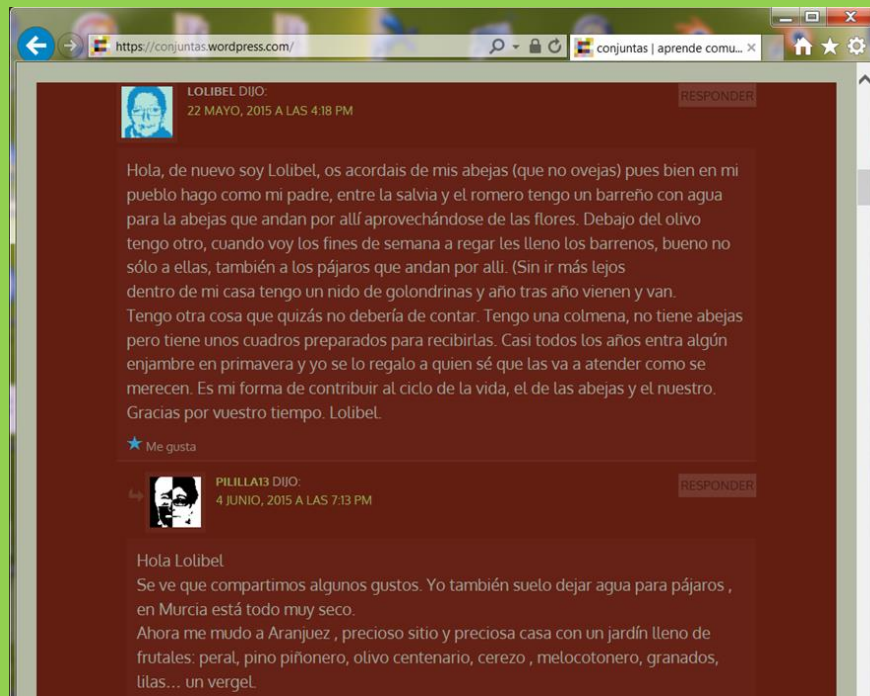 https://conjuntas.wordpress.com/
conjuntas | aprende comu...
LOLIBEL DIJO:
22 MAYO, 2015 A LAS 4:18 PM
RESPONDER
Hola, de nuevo soy Lolibel, os acordais de mis abejas (que no ovejas) pues bien en mi
pueblo hago como mi padre, entre la salvia y el romero tengo un barreño con agua
para la abejas que andan por allí aprovechándose de las flores. Debajo del olivo
tengo otro, cuando voy los fines de semana a regar les lleno los barrenos, bueno no
sólo a ellas, también a los pájaros que andan por alli. (Sin ir más lejos
dentro de mi casa tengo un nido de golondrinas y año tras año vienen y van.
Tengo otra cosa que quizás no debería de contar. Tengo una colmena, no tiene abejas
pero tiene unos cuadros preparados para recibirlas. Casi todos los años entra algún
enjambre en primavera y yo se lo regalo a quien sé que las va a atender como se
merecen. Es mi forma de contribuir al ciclo de la vida, el de las abejas y el nuestro.
Gracias por vuestro tiempo. Lolibel.
Me gusta
PILILLA13 DIJO:
4 JUNIO, 2015 A LAS 7:13 PM
RESPONDER
Hola Lolibel
Se ve que compartimos algunos gustos. Yo también suelo dejar agua para pájaros ,
en Murcia está todo muy seco.
Ahora me mudo a Aranjuez , precioso sitio y preciosa casa con un jardín lleno de
frutales: peral, pino piñonero, olivo centenario, cerezo , melocotonero, granados,
lilas... un vergel.